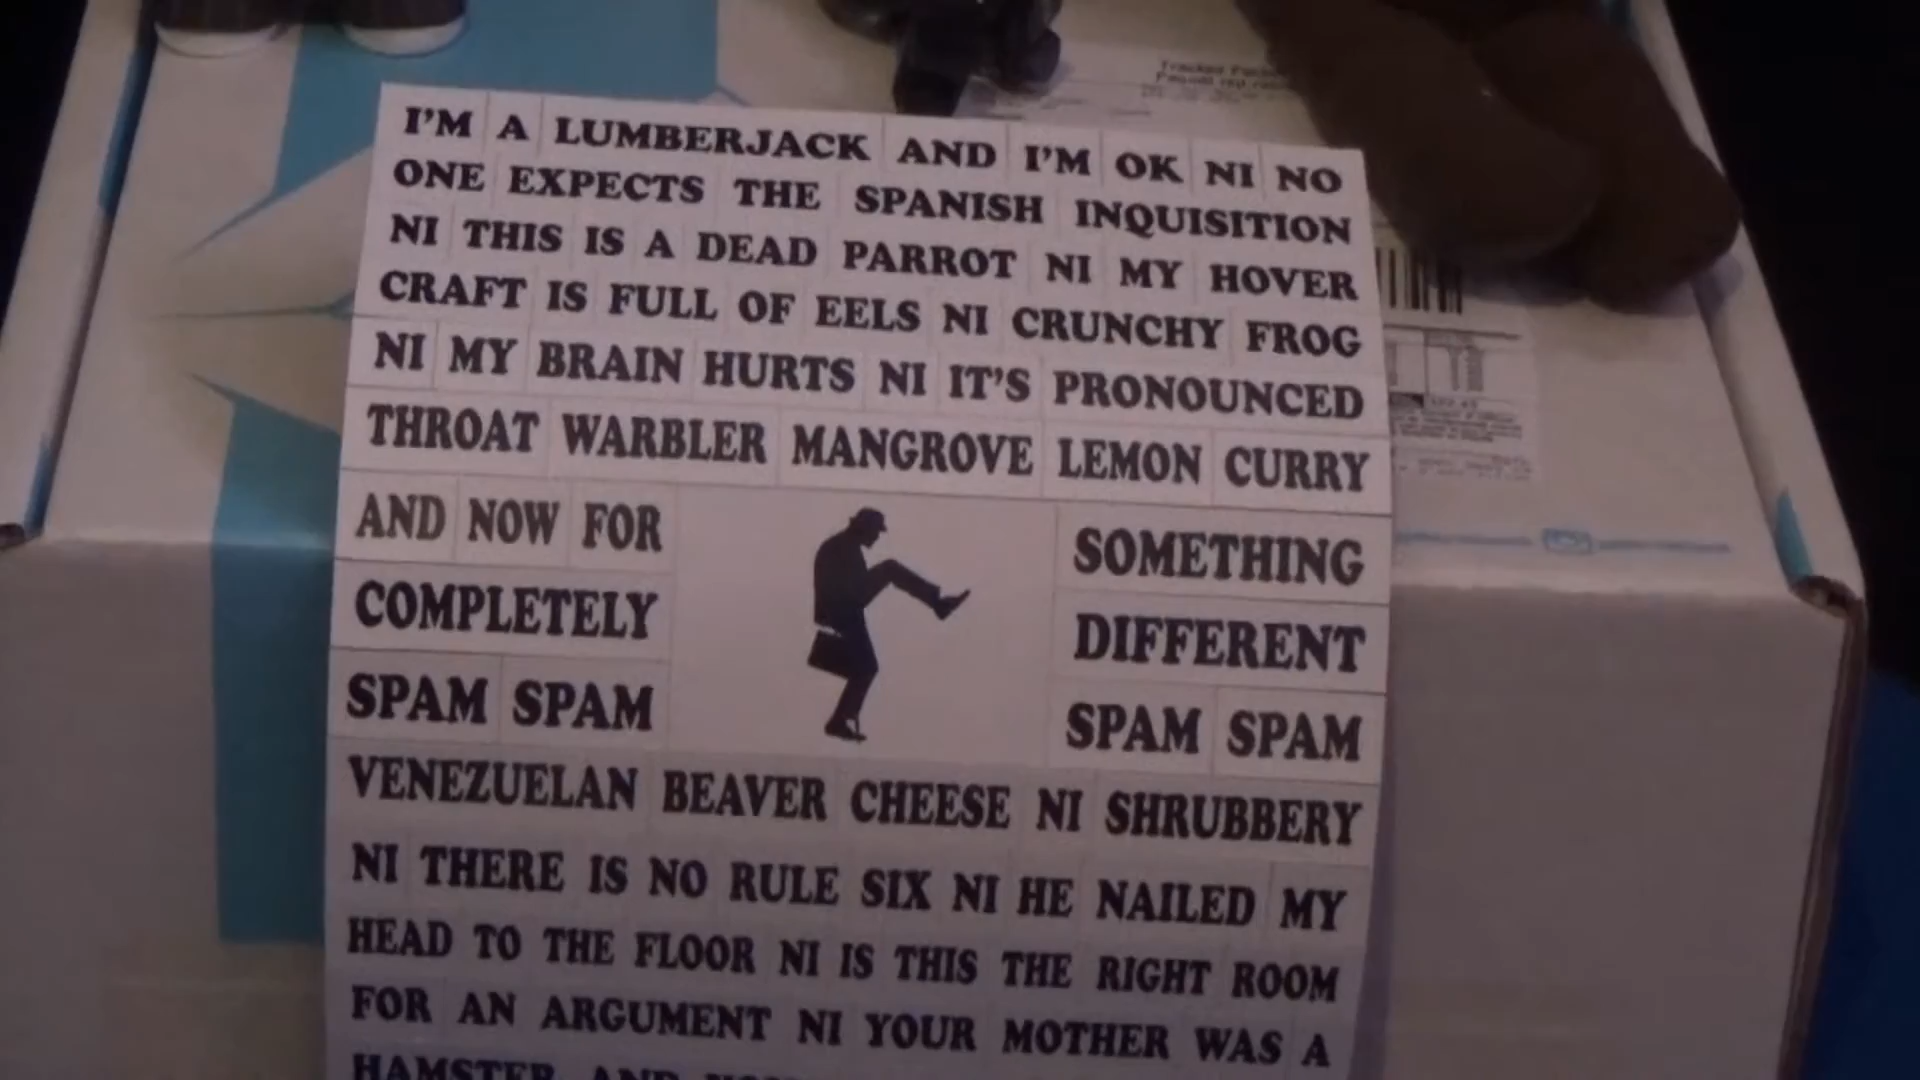 Tracked Packet
I'M A LUMBERJACK AND I'M OK NI NO
ONE EXPECTS THE SPANISH INQUISITION
NI THIS IS A DEAD PARROT NI MY HOVER
CRAFT IS FULL OF EELS NI CRUNCHY FROG
NI MY BRAIN HURTS NI IT'S PRONOUNCED
THROAT WARBLER MANGROVE LEMON CURRY
AND NOW FOR SOMETHING
COMPLETELY DIFFERENT
SPAM SPAM SPAM SPAM
VENEZUELAN BEAVER CHEESE NI SHRUBBERY
NI THERE IS NO RULE SIX NI HE NAILED MY
HEAD TO THE FLOOR NI IS THIS THE RIGHT ROOM
FOR AN ARGUMENT NI YOUR MOTHER WAS A
HAMSTER AND